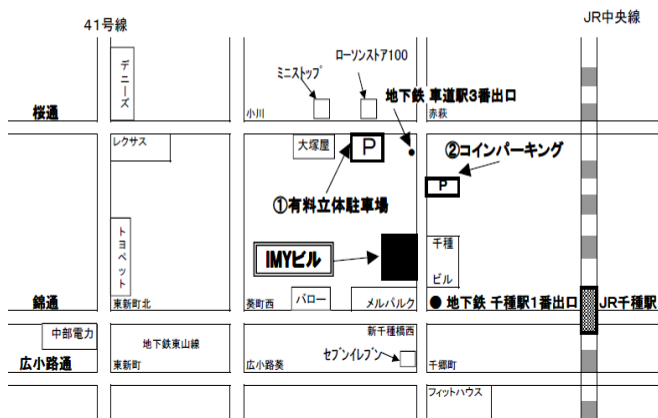 41号線
JR中央線
デニーズ
ミニストップ
ローソンストア100
地下鉄 車道駅3番出口
桜通
小川
赤萩
レクサス
大塚屋
P
②コインパーキング
P
①有料立体駐車場
トヨペット
IMYビル
千種
ビル
錦通
東新町北
葵町西
バロー
メルパルク
● 地下鉄 千種駅1番出口
JR千種駅
中部電力
地下鉄東山線
新千種橋西
広小路通
東新町
広小路葵
セブンイレブン
千郷町
フィットハウス